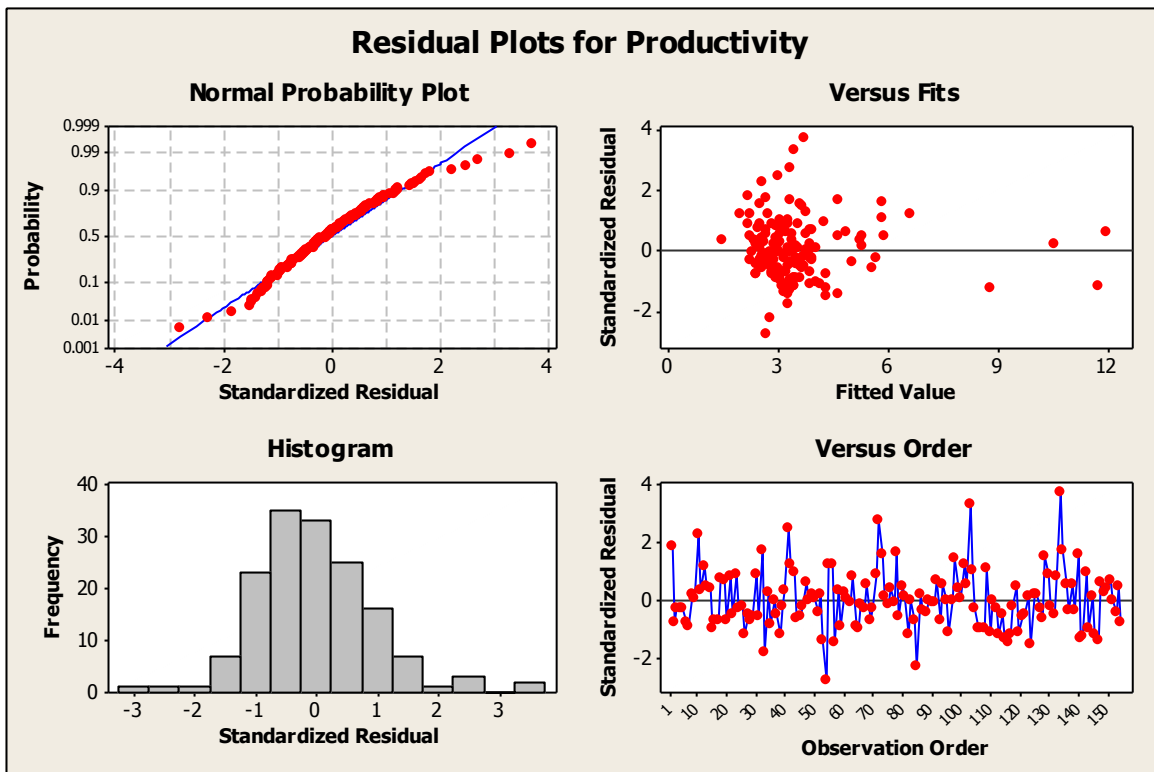 Residual Plots for Productivity
Normal Probability Plot
0.999
0.99
0.9
0.5
0.1
0.01
0.001
Probability
-4 -2 0 2 4
Standardized Residual
Versus Fits
4
2
0
-2
Standardized Residual
0 3 6 9 12
Fitted Value
Histogram
40
30
20
10
0
Frequency
-3 -2 -1 0 1 2 3
Standardized Residual
Versus Order
4
2
0
-2
Standardized Residual
1 10 20 30 40 50 60 70 80 90 100 110 120 130 140 150
Observation Order